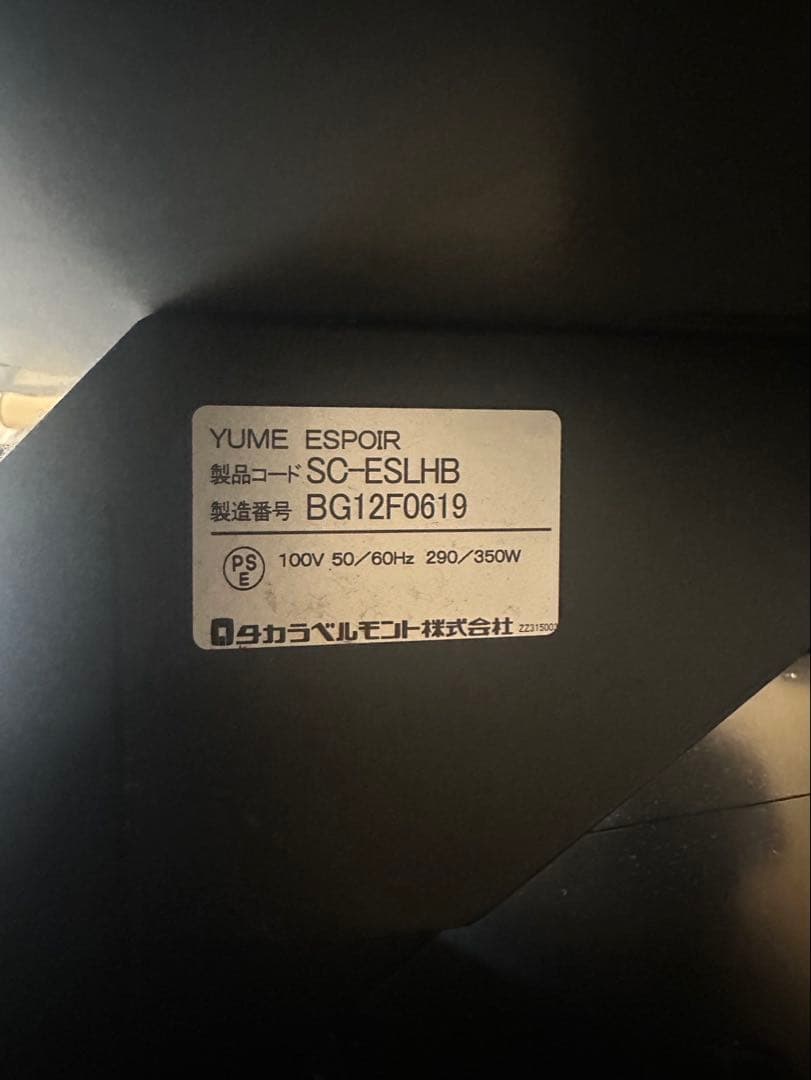 YUME ESPOIR
製品コード SC-ESLHB
製造番号 BG12F0619
PS E 100V 50/60Hz 290/350W
タカラベルモント株式会社